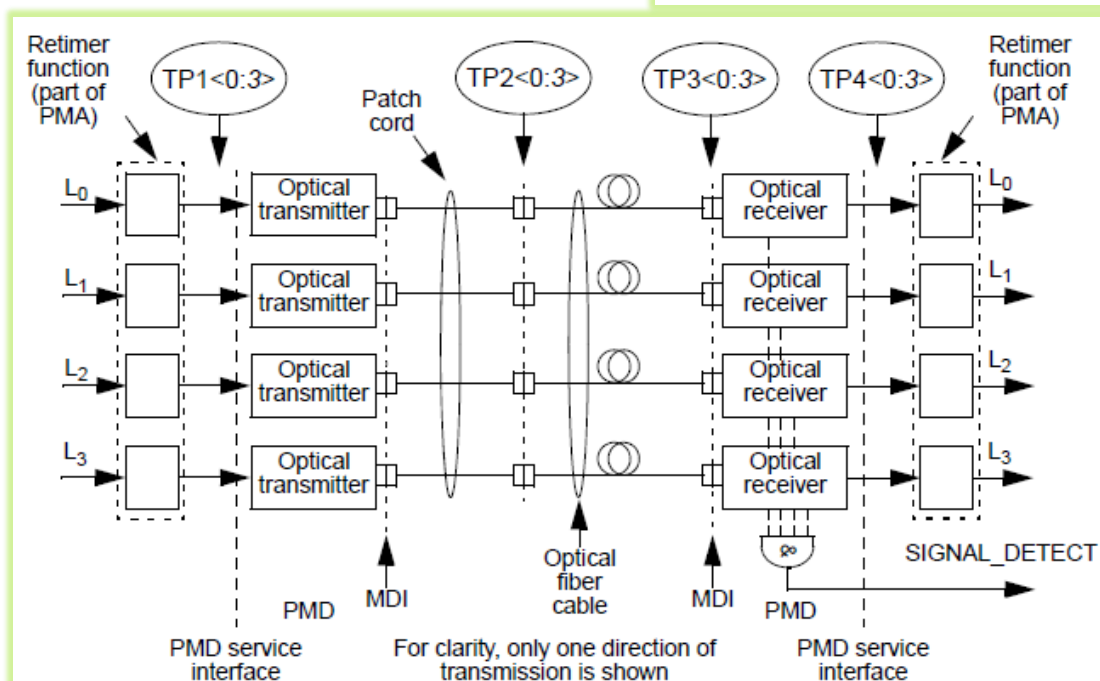 Retimer
function
(part of
PMA)
TP1<0:3>
Patch
cord
TP2<0:3>
TP3<0:3>
TP4<0:3>
Retimer
function
(part of
PMA)
L0
Optical
transmitter
Optical
receiver
L0
L1
Optical
transmitter
Optical
receiver
L1
L2
Optical
transmitter
Optical
receiver
L2
L3
Optical
transmitter
Optical
receiver
L3
&
SIGNAL_DETECT
PMD
MDI
Optical
fiber
cable
MDI
PMD
PMD service
interface
For clarity, only one direction of
transmission is shown
PMD service
interface